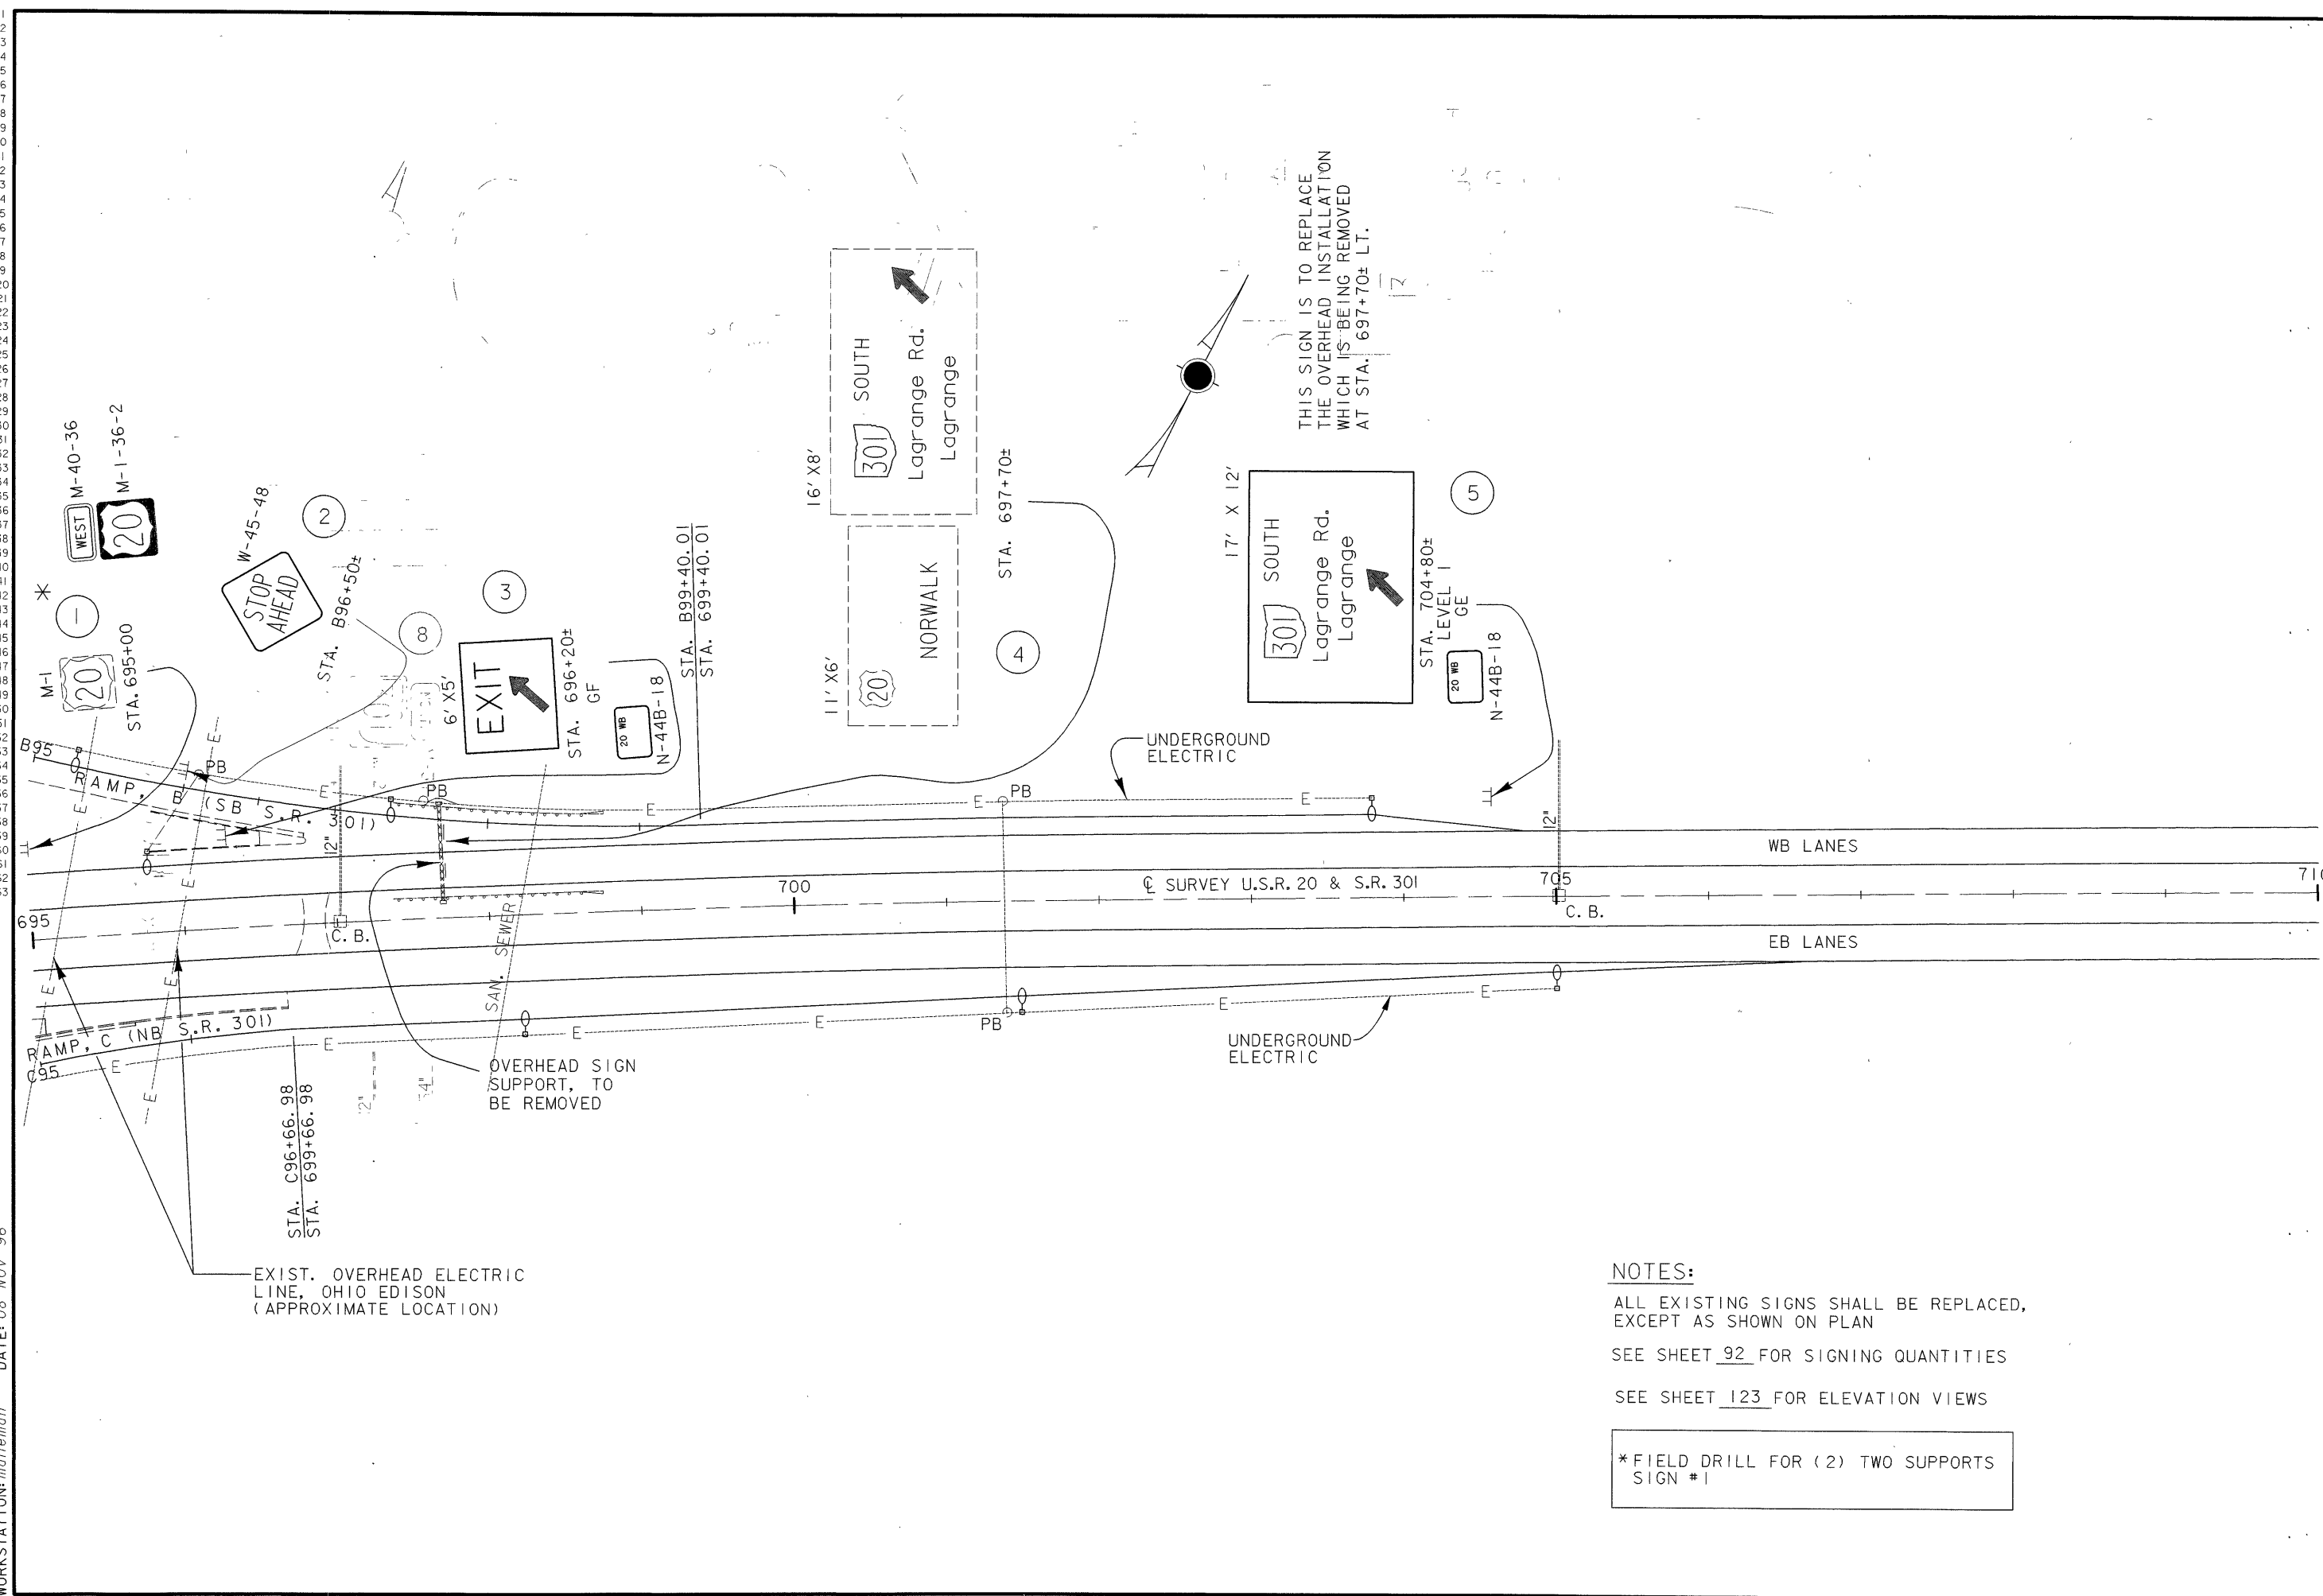 THIS SIGN IS TO REPLACE
THE OVERHEAD INSTALLATION
WHICH IS BEING REMOVED
AT STA. 697+70± LT.
M-40-36
WEST
20
M-1-36-2
*
1
M-1
20
STA. 695+00
W-45-48
2
STOP
AHEAD
STA. B96+50±
8
3
6' X5'
EXIT
STA. 696+20±
GF
20 WB
N-44B-18
STA. B99+40.01
STA. 699+40.01
16' X8'
301 SOUTH
Lagrange Rd.
Lagrange
11' X6'
20
NORWALK
STA. 697+70±
4
17' X 12'
301 SOUTH
Lagrange Rd.
Lagrange
5
STA. 704+80±
LEVEL 1
GE
20 WB
N-44B-18
B95
PB
RAMP, B (SB S.R. 301)
E
PB
E
UNDERGROUND
ELECTRIC
E
PB
E
12"
12"
WB LANES
695
700
℄ SURVEY U.S.R. 20 & S.R. 301
705
710
C.B.
C.B.
SAN. SEWER
EB LANES
RAMP, C (NB S.R. 301)
C95
E
E
E
E
PB
E
E
UNDERGROUND
ELECTRIC
OVERHEAD SIGN
SUPPORT, TO
BE REMOVED
STA. C96+66.98
STA. 699+66.98
EXIST. OVERHEAD ELECTRIC
LINE, OHIO EDISON
(APPROXIMATE LOCATION)
NOTES:
ALL EXISTING SIGNS SHALL BE REPLACED,
EXCEPT AS SHOWN ON PLAN
SEE SHEET 92 FOR SIGNING QUANTITIES
SEE SHEET 123 FOR ELEVATION VIEWS
* FIELD DRILL FOR (2) TWO SUPPORTS
SIGN #1